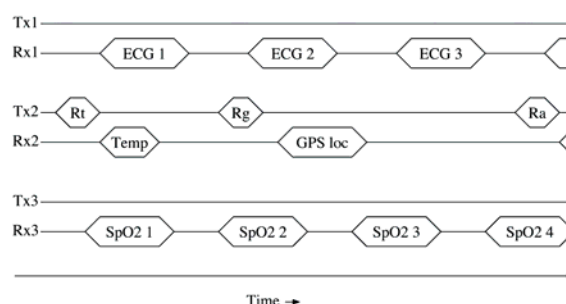 Tx1
Rx1 ECG 1 ECG 2 ECG 3
Tx2 Rt Rg Ra
Rx2 Temp GPS loc
Tx3
Rx3 SpO2 1 SpO2 2 SpO2 3 SpO2 4
Time →